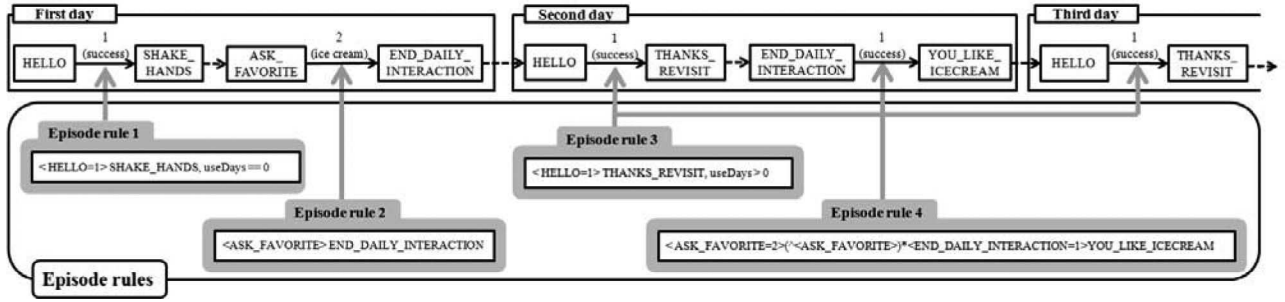 First day
Second day
Third day
1
2
1
1
1
HELLO
(success)
SHAKE_
HANDS
ASK_
FAVORITE
(ice cream)
END_DAILY_
INTERACTION
HELLO
(success)
THANKS_
REVISIT
END_DAILY_
INTERACTION
(success)
YOU_LIKE_
ICECREAM
HELLO
(success)
THANKS_
REVISIT
Episode rule 1
<HELLO=1> SHAKE_HANDS, useDays == 0
Episode rule 3
<HELLO=1> THANKS_REVISIT, useDays > 0
Episode rule 2
<ASK_FAVORITE> END_DAILY_INTERACTION
Episode rule 4
<ASK_FAVORITE=2>(^<ASK_FAVORITE>)*<END_DAILY_INTERACTION=1>YOU_LIKE_ICECREAM
Episode rules